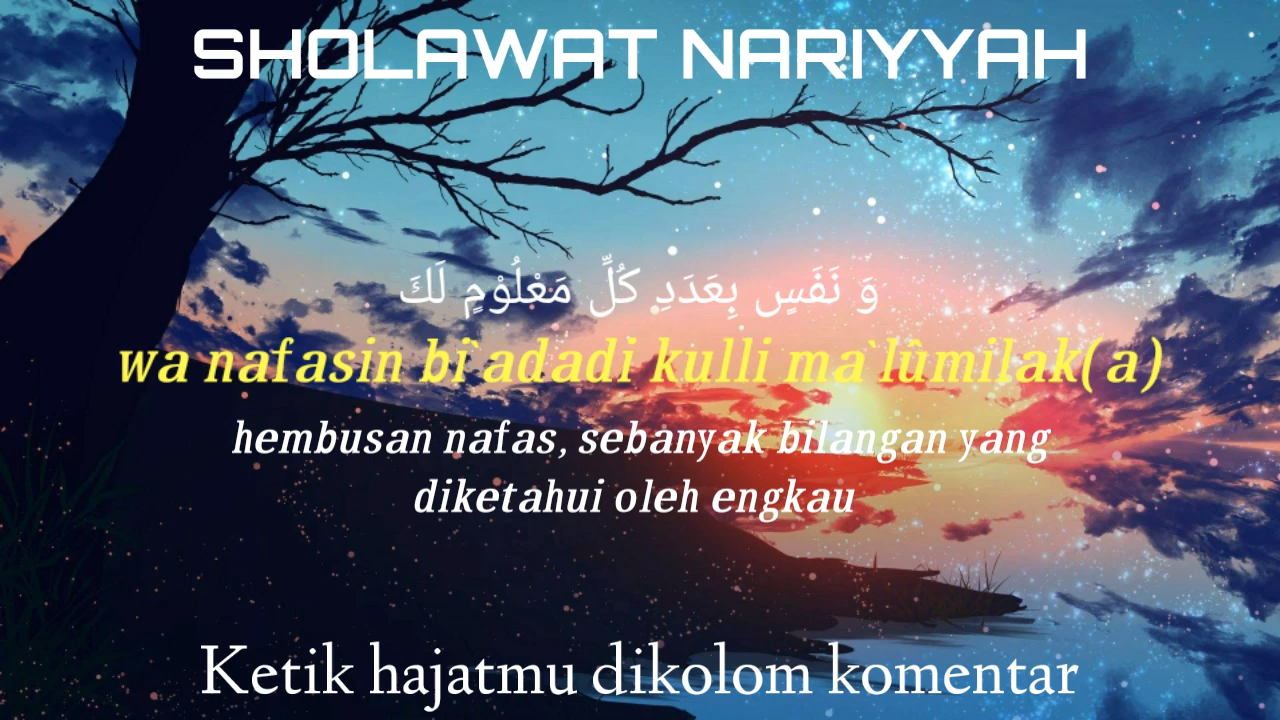 SHOLAWAT NARIYYAH
وَ نَفَسٍ بِعَدَدِ كُلِّ مَعْلُوْمٍ لَكَ
wa nafasin bi`adadi kulli ma`lûmilak(a)
hembusan nafas, sebanyak bilangan yang
diketahui oleh engkau
Ketik hajatmu dikolom komentar